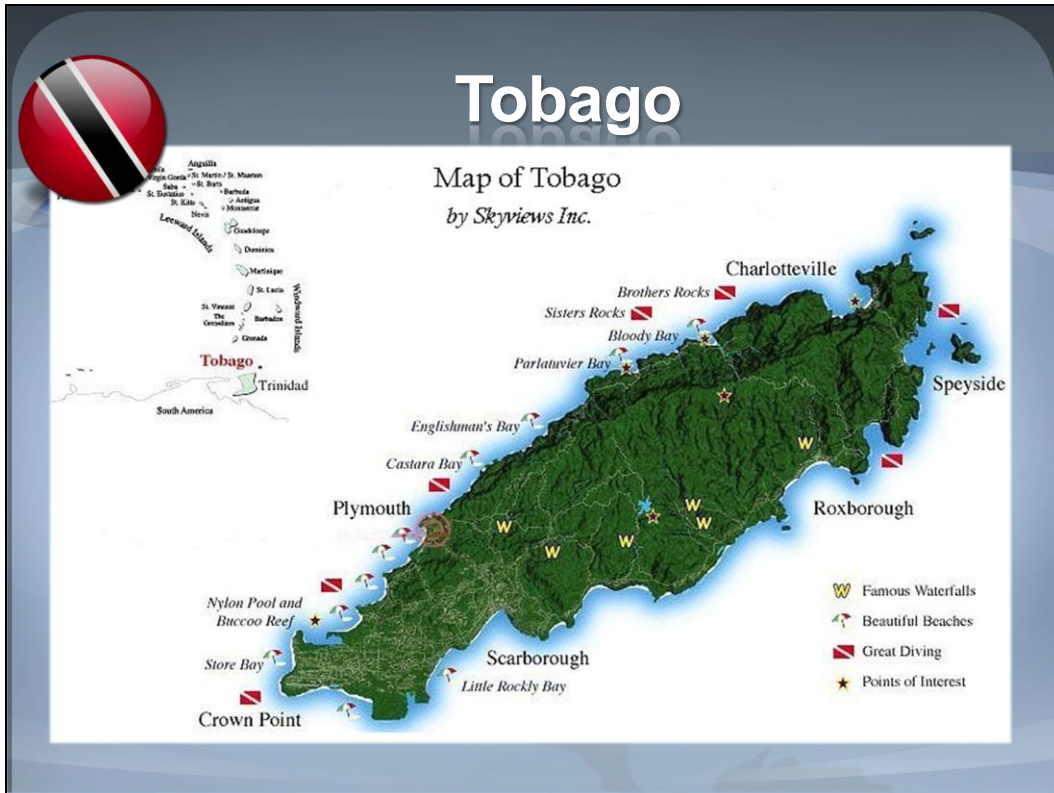 Tobago
Map of Tobago
by Skyviews Inc.
Anguilla
Virgin Gorda
St. Martin / St. Maarten
Saba
St. Barts
St. Eustatius
Barbuda
St. Kitts
Antigua
Nevis
Montserrat
Leeward Islands
Guadeloupe
Dominica
Martinique
St. Lucia
St. Vincent
The
Grenadines
Barbados
Windward Islands
Grenada
Tobago
Trinidad
South America
Charlotteville
Brothers Rocks
Sisters Rocks
Bloody Bay
Parlatuvier Bay
Speyside
Englishman's Bay
Castara Bay
Plymouth
Roxborough
Nylon Pool and
Buccoo Reef
Store Bay
Crown Point
Scarborough
Little Rockly Bay
W
W
W
W
W
W
W
W Famous Waterfalls
Beautiful Beaches
Great Diving
Points of Interest